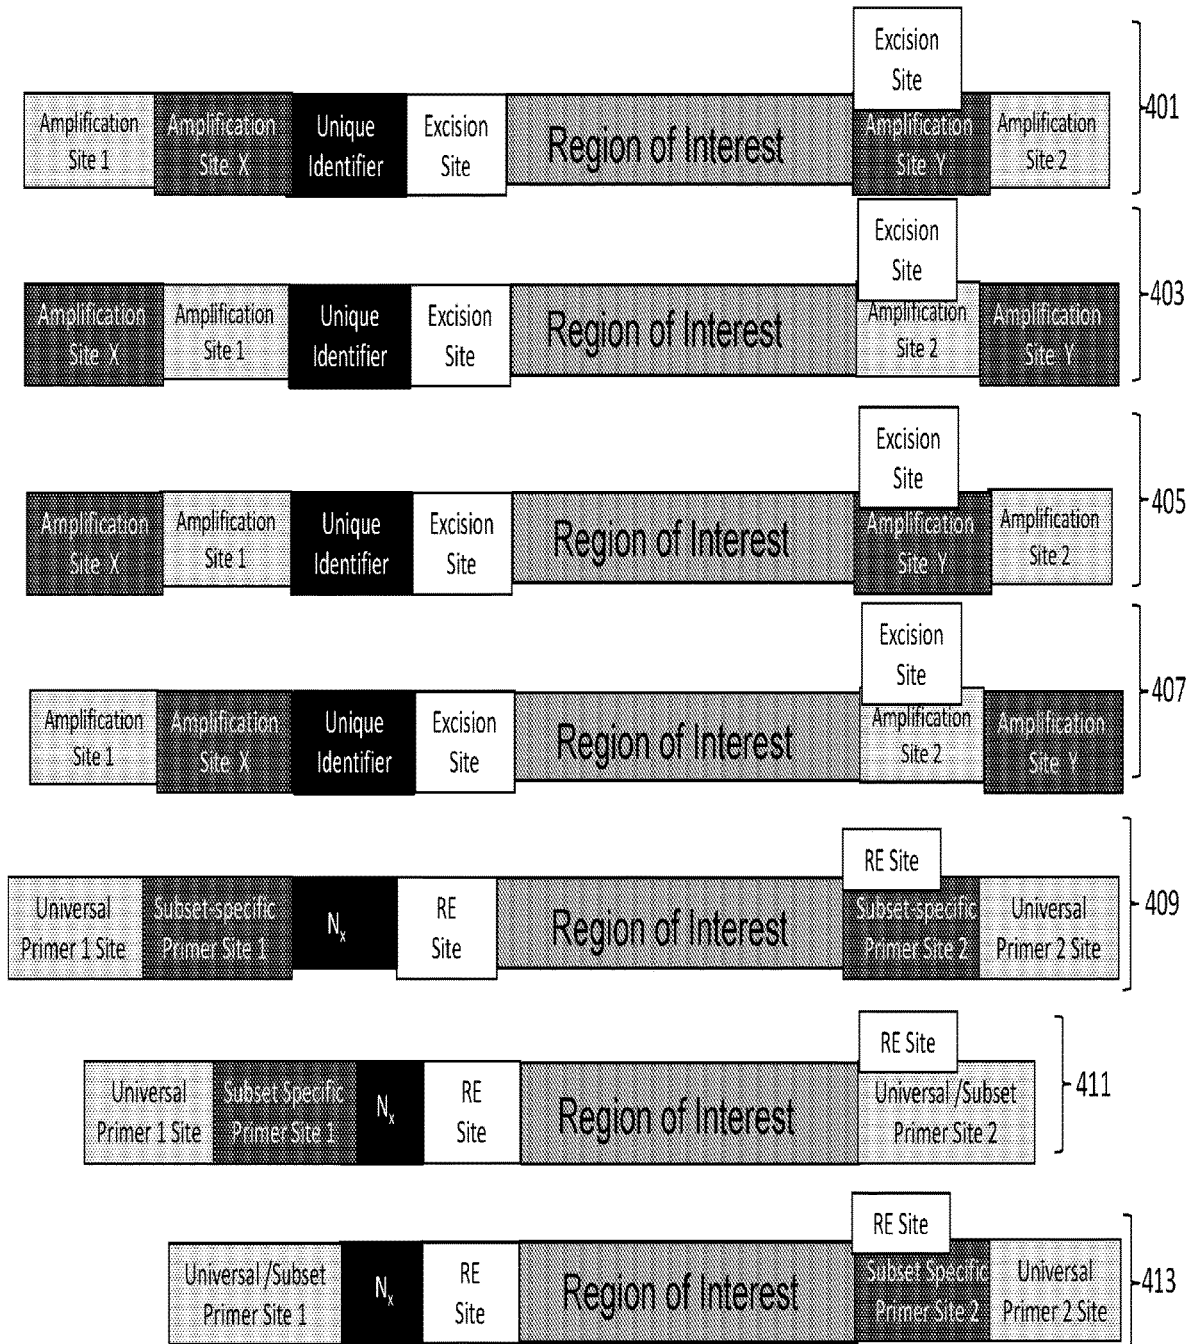 Excision
Site
Amplification
Site 1
Amplification
Site X
Unique
Identifier
Excision
Site
Region of Interest
Amplification
Site Y
Amplification
Site 2
401
Excision
Site
Amplification
Site X
Amplification
Site 1
Unique
Identifier
Excision
Site
Region of Interest
Amplification
Site 2
Amplification
Site Y
403
Excision
Site
Amplification
Site X
Amplification
Site 1
Unique
Identifier
Excision
Site
Region of Interest
Amplification
Site Y
Amplification
Site 2
405
Excision
Site
Amplification
Site 1
Amplification
Site X
Unique
Identifier
Excision
Site
Region of Interest
Amplification
Site 2
Amplification
Site Y
407
RE Site
Universal
Primer 1 Site
Subset-specific
Primer Site 1
Nx
RE
Site
Region of Interest
Subset-specific
Primer Site 2
Universal
Primer 2 Site
409
RE Site
Universal
Primer 1 Site
Subset Specific
Primer Site 1
Nx
RE
Site
Region of Interest
Universal /Subset
Primer Site 2
411
RE Site
Universal /Subset
Primer Site 1
Nx
RE
Site
Region of Interest
Subset Specific
Primer Site 2
Universal
Primer 2 Site
413